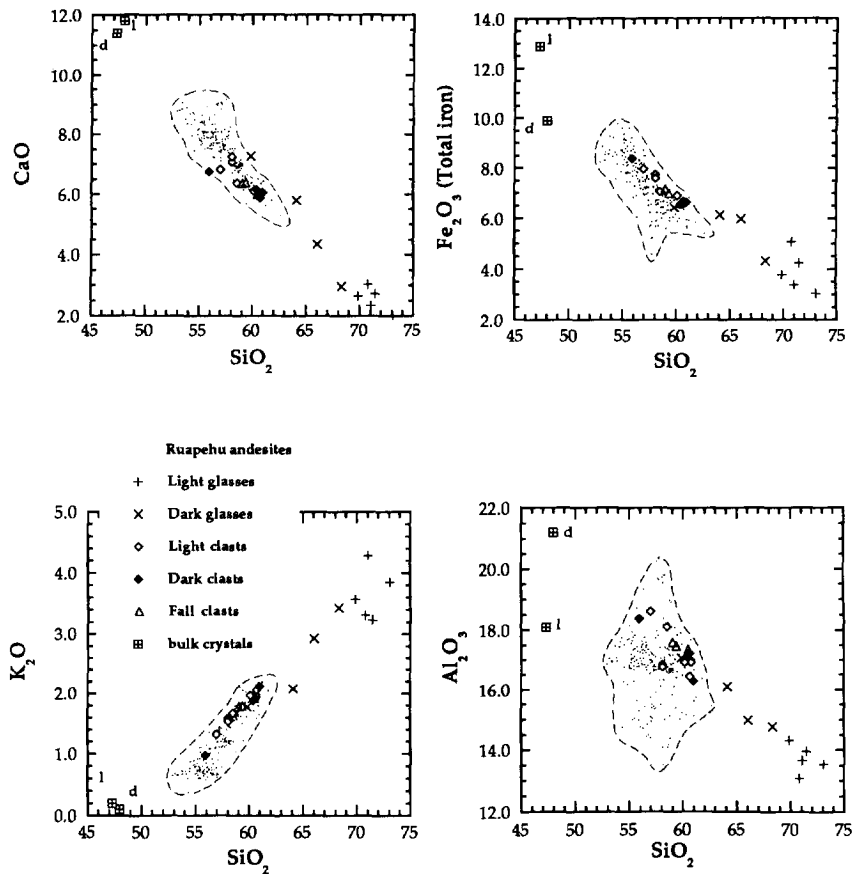 12.0
10.0
8.0
6.0
4.0
2.0
CaO
d
l
45 50 55 60 65 70 75
SiO2
14.0
12.0
10.0
8.0
6.0
4.0
2.0
Fe2O3 (Total iron)
l
d
45 50 55 60 65 70 75
SiO2
Ruapehu andesites
Light glasses
Dark glasses
Light clasts
Dark clasts
Fall clasts
bulk crystals
5.0
4.0
3.0
2.0
1.0
0.0
K2O
l
d
45 50 55 60 65 70 75
SiO2
22.0
20.0
18.0
16.0
14.0
12.0
Al2O3
d
l
45 50 55 60 65 70 75
SiO2